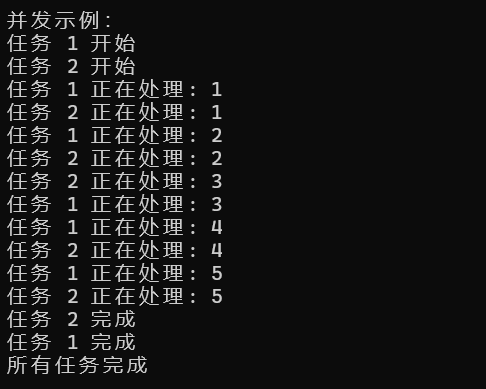 并发示例:
任务 1 开始
任务 2 开始
任务 1 正在处理: 1
任务 2 正在处理: 1
任务 1 正在处理: 2
任务 2 正在处理: 2
任务 2 正在处理: 3
任务 1 正在处理: 3
任务 1 正在处理: 4
任务 2 正在处理: 4
任务 1 正在处理: 5
任务 2 正在处理: 5
任务 2 完成
任务 1 完成
所有任务完成